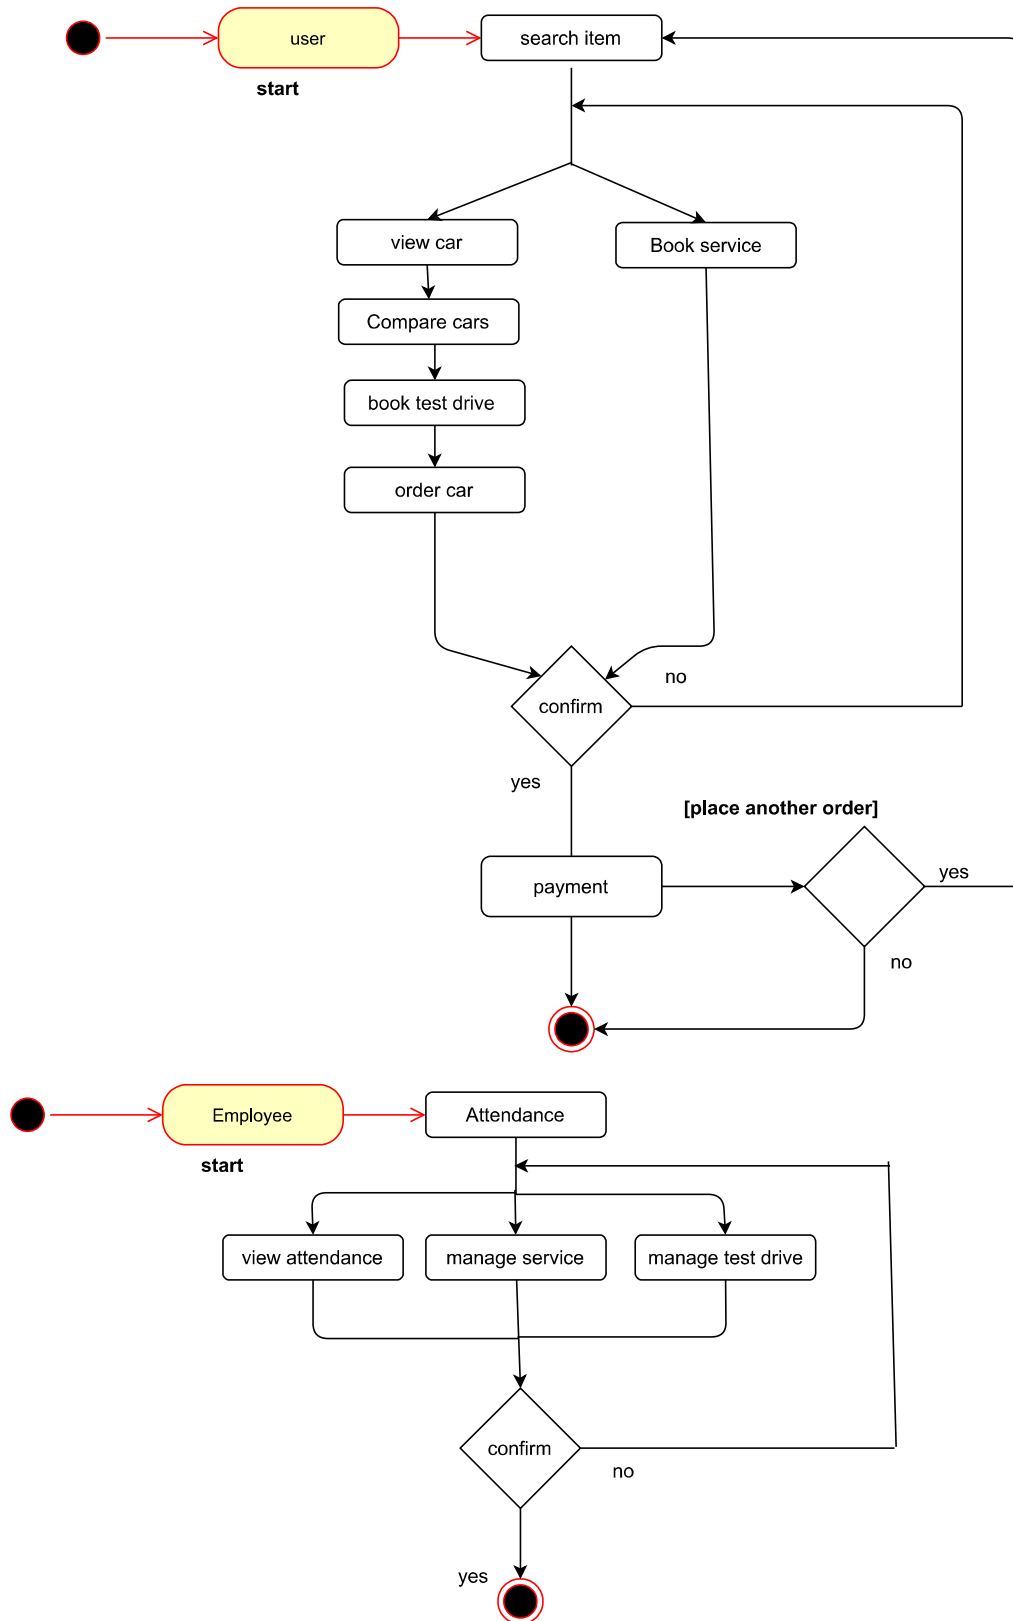 user
search item
start
view car
Book service
Compare cars
book test drive
order car
no
confirm
yes
[place another order]
payment
yes
no
Employee
Attendance
start
view attendance
manage service
manage test drive
confirm
no
yes